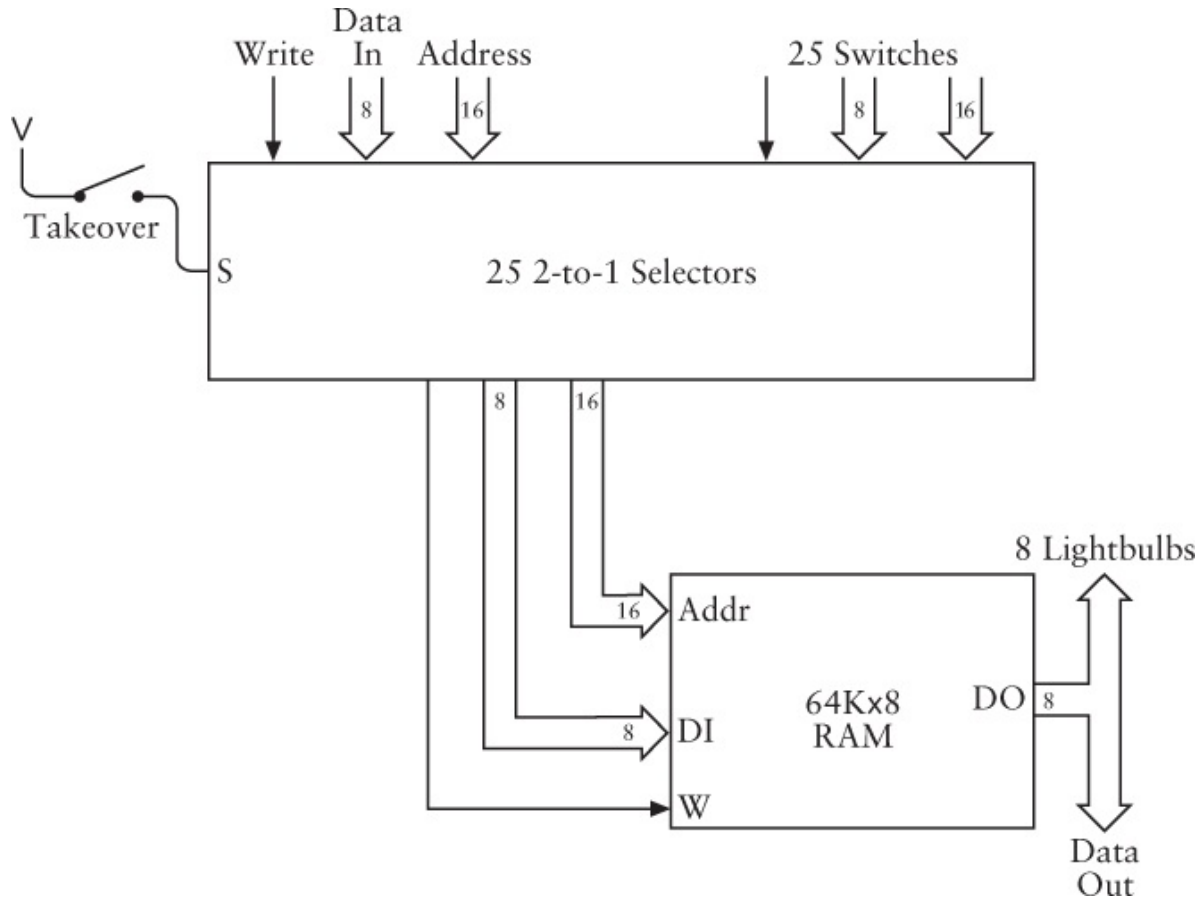 Data
Write In Address 25 Switches
8 16 8 16
V
Takeover
S 25 2-to-1 Selectors
8 16
8 Lightbulbs
16 Addr
64Kx8
RAM
DO 8
8 DI
W
Data
Out